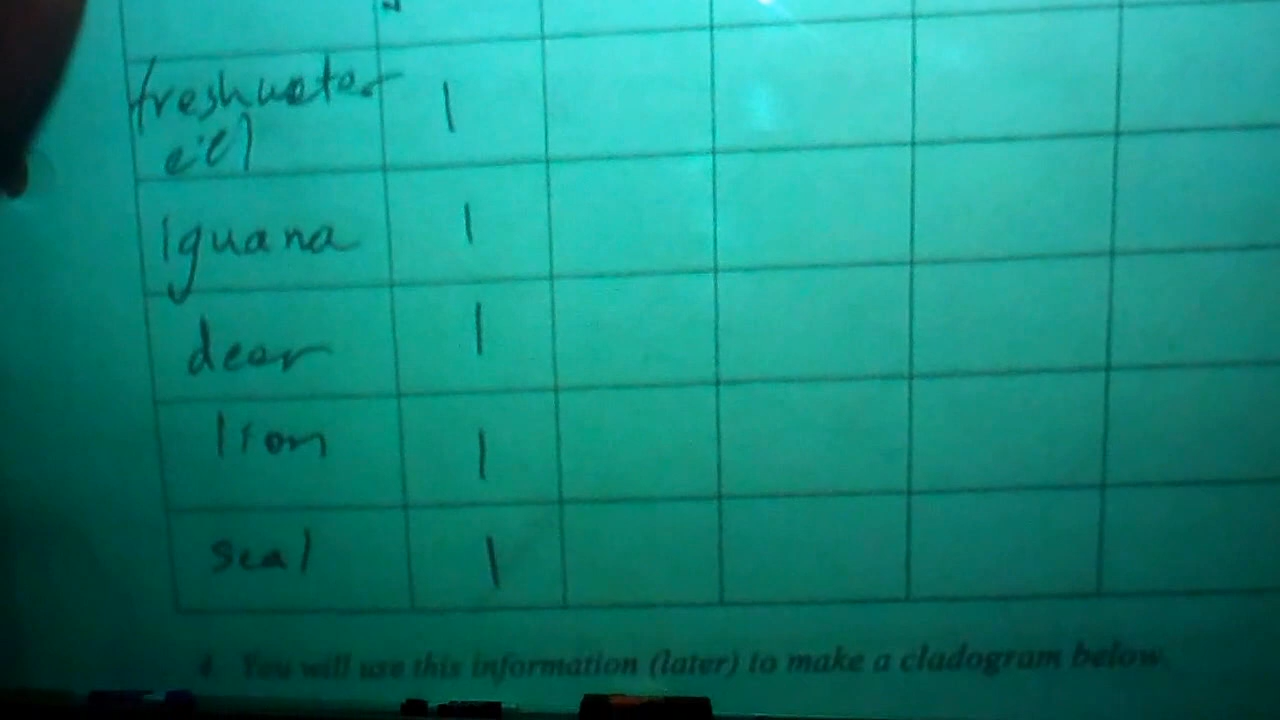 freshwater 1
eel
Iguana 1
deer 1
lion 1
seal 1
4. You will use this information (later) to make a cladogram below